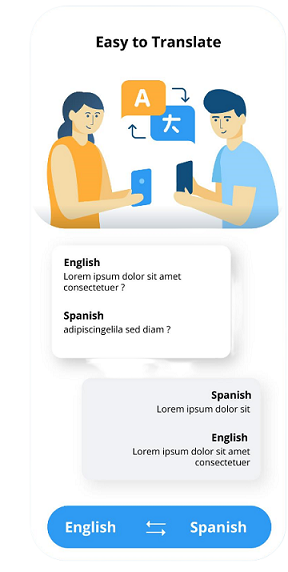 Easy to Translate
A
大
English
Lorem ipsum dolor sit amet
consectetuer ?
Spanish
adipiscingelila sed diam ?
Spanish
Lorem ipsum dolor sit
English
Lorem ipsum dolor sit amet
consectetuer
English
Spanish